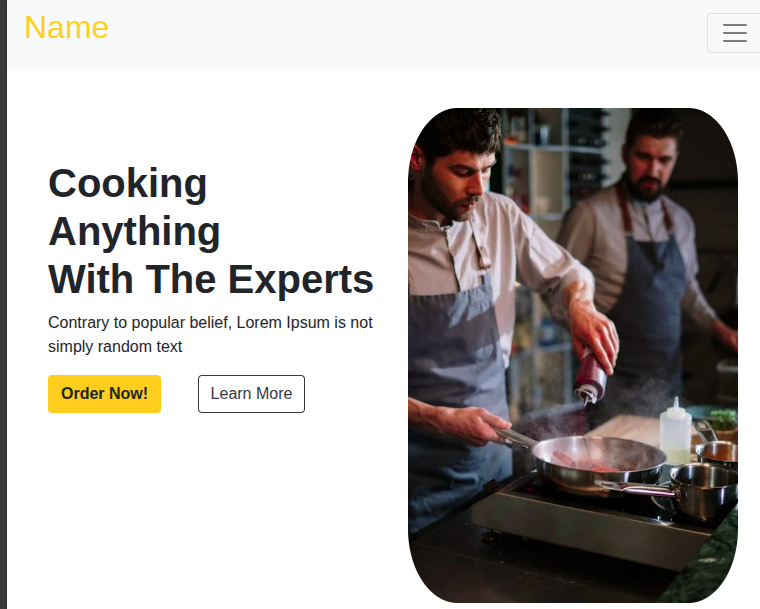 Name
Cooking
Anything
With The Experts
Contrary to popular belief, Lorem Ipsum is not
simply random text
Order Now!
Learn More